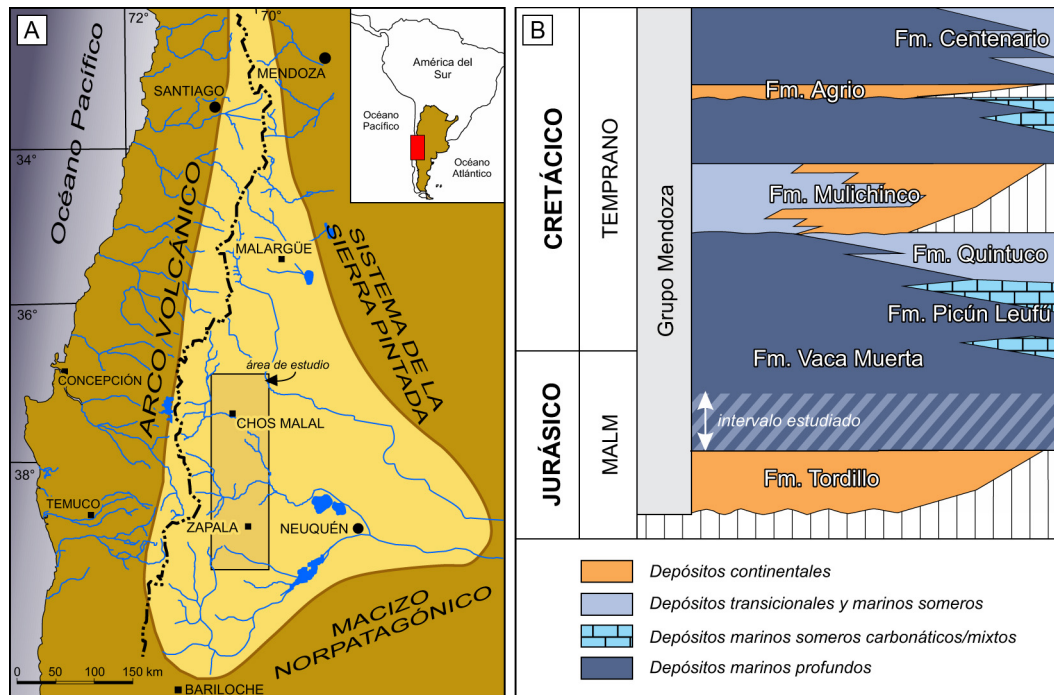 A
72°
70°
MENDOZA
SANTIAGO
Océano Pacífico
34°
ARCO VOLCÁNICO
MALARGÜE
SISTEMA DE LA
SIERRA PINTADA
36°
área de estudio
CONCEPCIÓN
CHOS MALAL
38°
TEMUCO
ZAPALA
NEUQUÉN
MACIZO
NORPATAGÓNICO
0 50 100 150 km
BARILOCHE
América del
Sur
Océano
Pacífico
Océano
Atlántico
B
CRETÁCICO
TEMPRANO
JURÁSICO
MALM
Grupo Mendoza
Fm. Centenario
Fm. Agrio
Fm. Mulichinco
Fm. Quintuco
Fm. Picún Leufú
Fm. Vaca Muerta
intervalo estudiado
Fm. Tordillo
Depósitos continentales
Depósitos transicionales y marinos someros
Depósitos marinos someros carbonáticos/mixtos
Depósitos marinos profundos